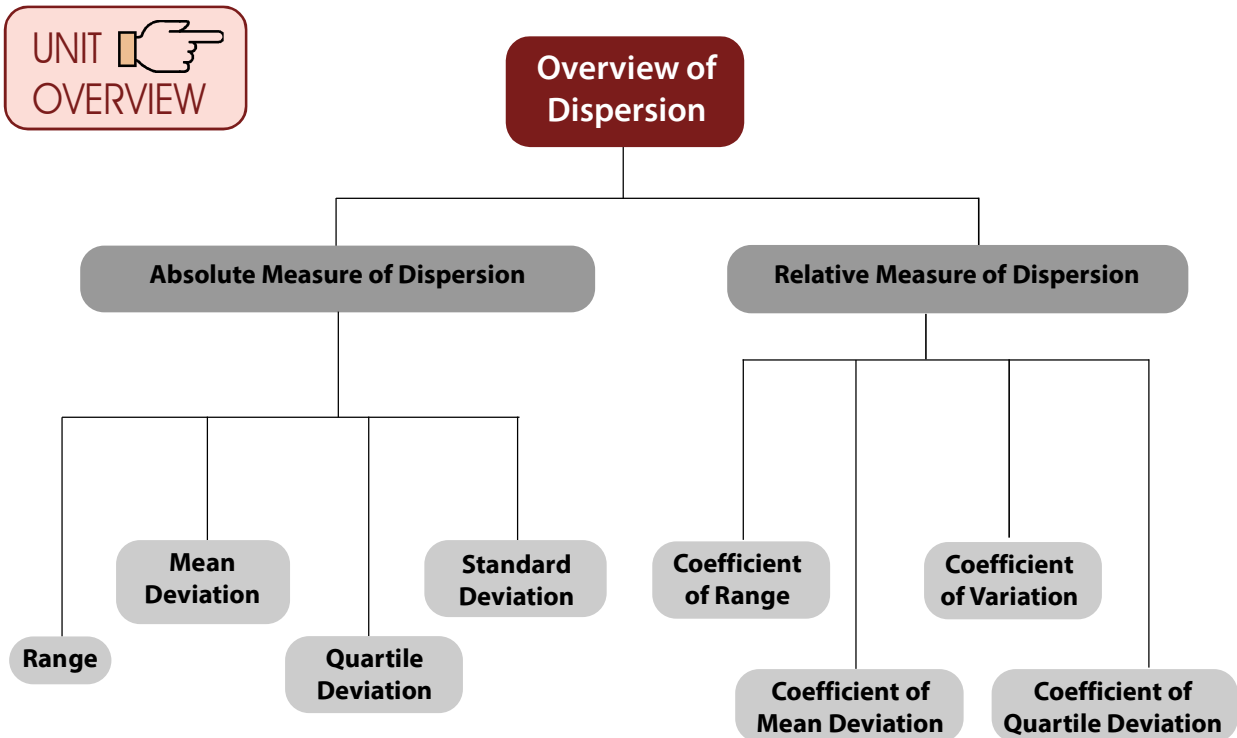 UNIT
OVERVIEW
Overview of
Dispersion
Absolute Measure of Dispersion
Relative Measure of Dispersion
Range
Mean
Deviation
Quartile
Deviation
Standard
Deviation
Coefficient
of Range
Coefficient of
Mean Deviation
Coefficient
of Variation
Coefficient of
Quartile Deviation